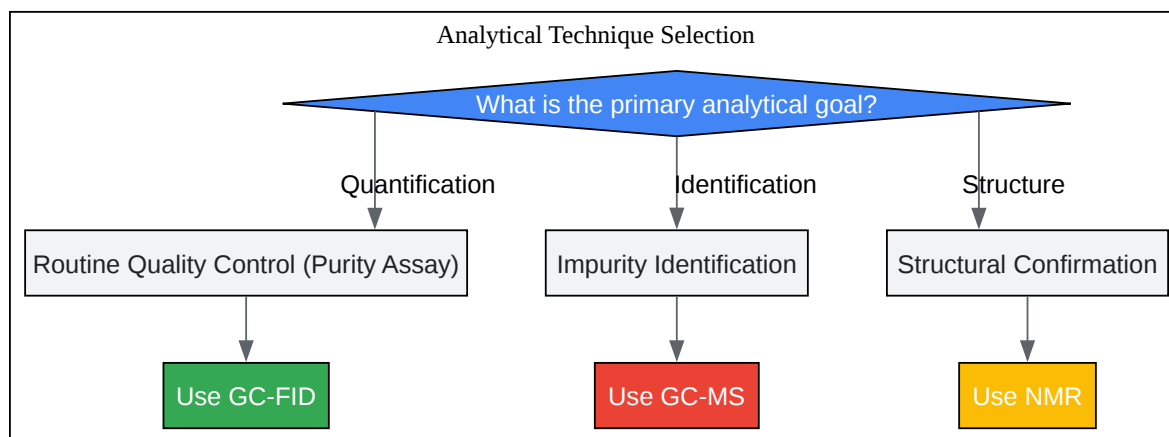 Analytical Technique Selection
What is the primary analytical goal?
Quantification
Identification
Structure
Routine Quality Control (Purity Assay)
Impurity Identification
Structural Confirmation
Use GC-FID
Use GC-MS
Use NMR